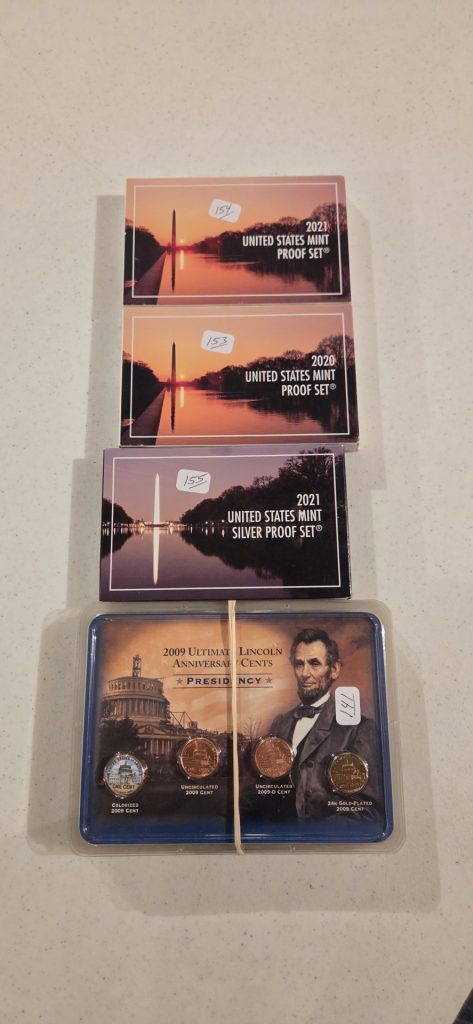 154
2021
UNITED STATES MINT
PROOF SET®
153
2020
UNITED STATES MINT
PROOF SET®
155
2021
UNITED STATES MINT
SILVER PROOF SET®
2009 ULTIMATE LINCOLN
ANNIVERSARY CENTS
★ PRESIDENCY ★
ONE CENT
COLORIZED
2009 CENT
UNCIRCULATED
2009 CENT
UNCIRCULATED
2009-D CENT
24K GOLD-PLATED
2009 CENT